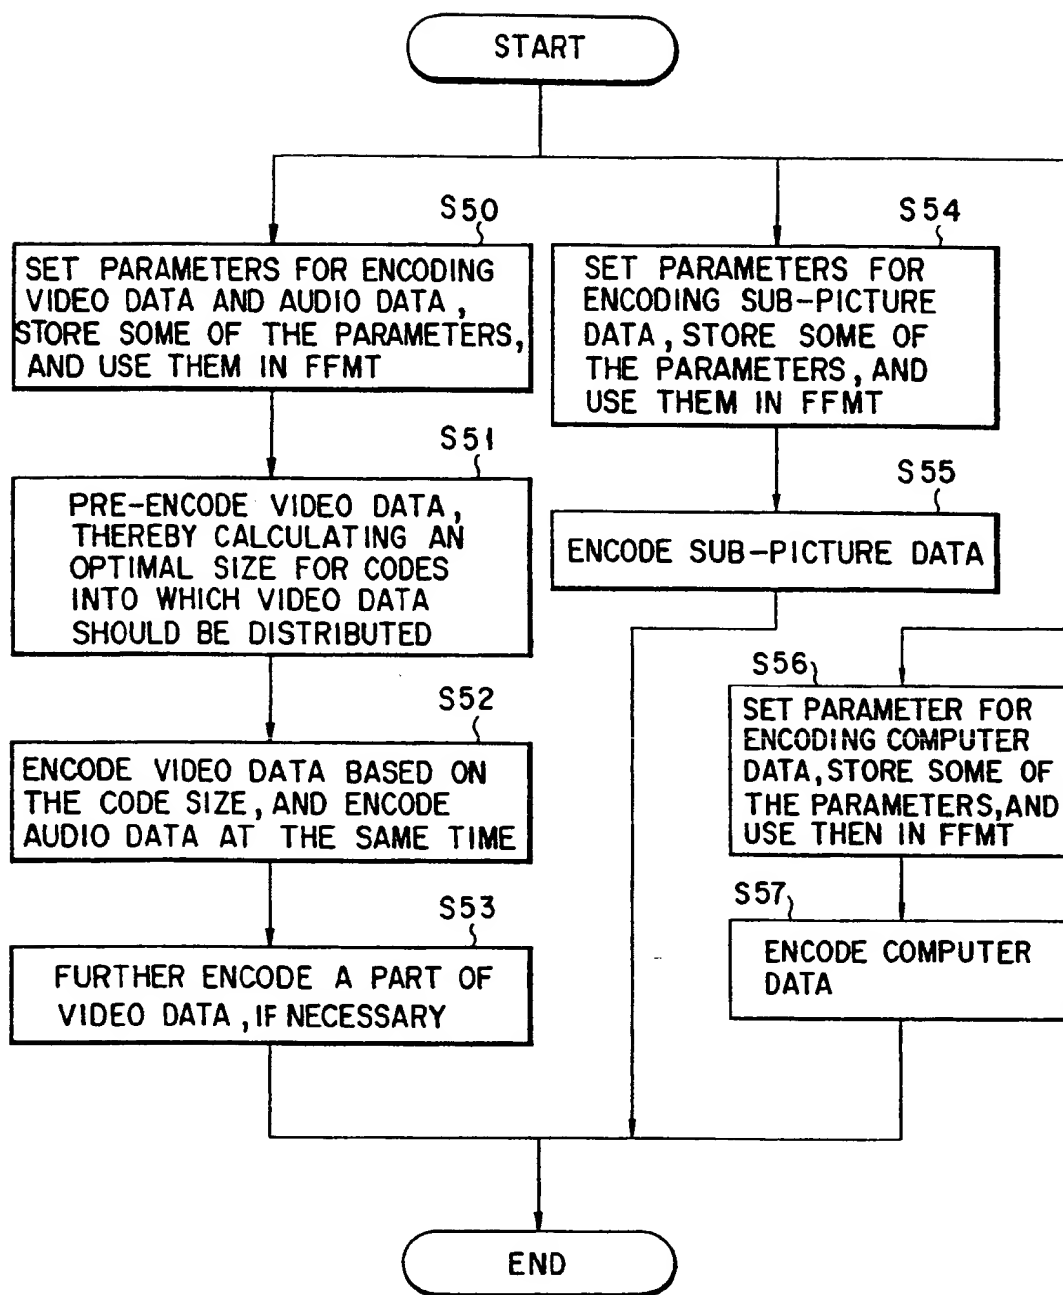 START
S50
SET PARAMETERS FOR ENCODING
VIDEO DATA AND AUDIO DATA,
STORE SOME OF THE PARAMETERS,
AND USE THEM IN FFMT
S51
PRE-ENCODE VIDEO DATA,
THEREBY CALCULATING AN
OPTIMAL SIZE FOR CODES
INTO WHICH VIDEO DATA
SHOULD BE DISTRIBUTED
S52
ENCODE VIDEO DATA BASED ON
THE CODE SIZE, AND ENCODE
AUDIO DATA AT THE SAME TIME
S53
FURTHER ENCODE A PART OF
VIDEO DATA, IF NECESSARY
S54
SET PARAMETERS FOR
ENCODING SUB-PICTURE
DATA, STORE SOME OF
THE PARAMETERS, AND
USE THEM IN FFMT
S55
ENCODE SUB-PICTURE DATA
S56
SET PARAMETER FOR
ENCODING COMPUTER
DATA, STORE SOME OF
THE PARAMETERS, AND
USE THEN IN FFMT
S57
ENCODE COMPUTER
DATA
END